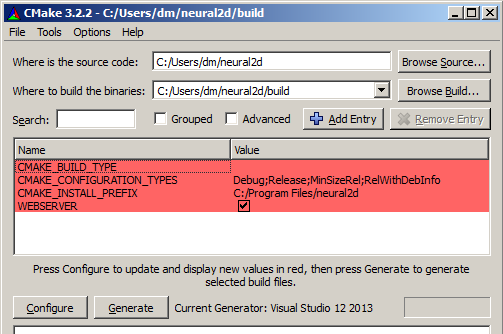 CMake 3.2.2 - C:/Users/dm/neural2d/build
File Tools Options Help
Where is the source code: C:/Users/dm/neural2d Browse Source...
Where to build the binaries: C:/Users/dm/neural2d/build Browse Build...
Search: Grouped Advanced Add Entry Remove Entry
Name Value
CMAKE_BUILD_TYPE
CMAKE_CONFIGURATION_TYPES Debug;Release;MinSizeRel;RelWithDebInfo
CMAKE_INSTALL_PREFIX C:/Program Files/neural2d
WEBSERVER
Press Configure to update and display new values in red, then press Generate to generate
selected build files.
Configure Generate Current Generator: Visual Studio 12 2013